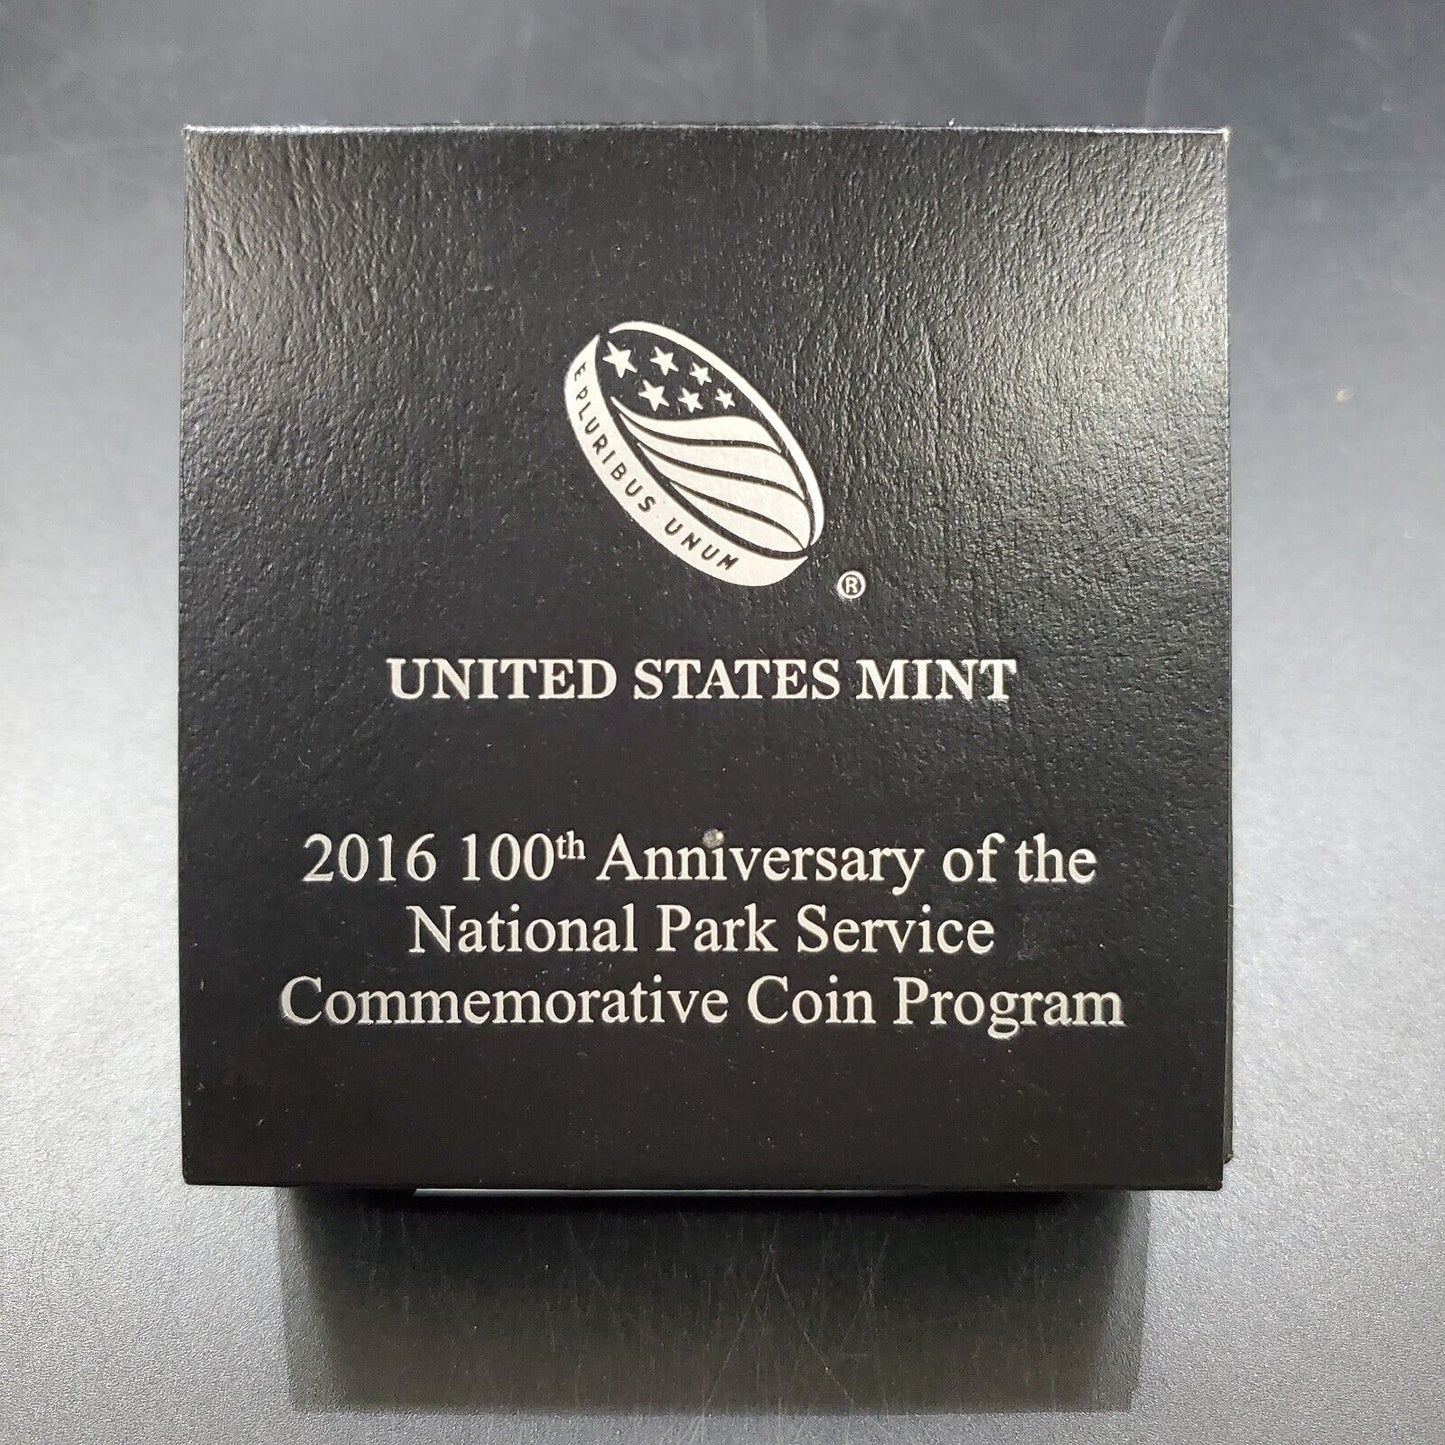 E PLURIBUS UNUM
®
UNITED STATES MINT
2016 100th Anniversary of the
National Park Service
Commemorative Coin Program